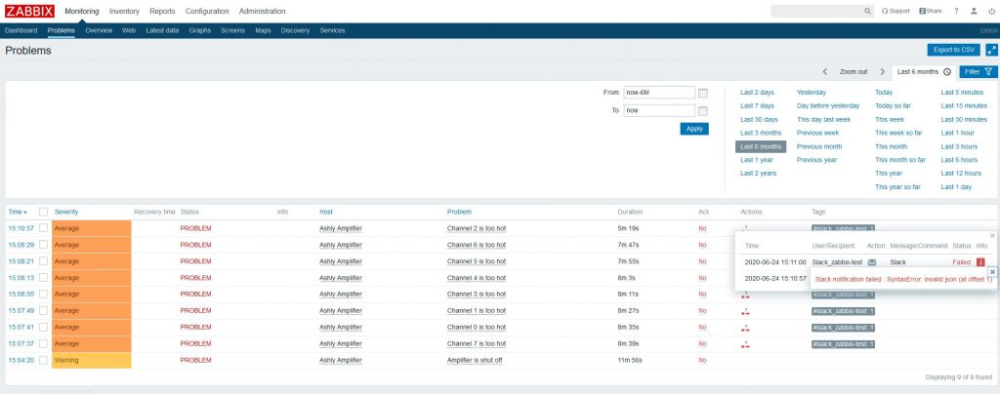 ZABBIX Monitoring Inventory Reports Configuration Administration Support Share ?
Dashboard Problems Overview Web Latest data Graphs Screens Maps Discovery Services zabbix
Problems Export to CSV
Zoom out Last 6 months Filter
From now-6M
To now
Apply
Last 2 days Yesterday Today Last 5 minutes
Last 7 days Day before yesterday Today so far Last 15 minutes
Last 30 days This day last week This week Last 30 minutes
Last 3 months Previous week This week so far Last 1 hour
Last 6 months Previous month This month Last 3 hours
Last 1 year Previous year This month so far Last 6 hours
Last 2 years This year Last 12 hours
This year so far Last 1 day
Time Severity Recovery time Status Info Host Problem Duration Ack Actions Tags
15:10:57 Average PROBLEM Ashly Amplifier Channel 2 is too hot 5m 19s No 1 #slack_zabbix-test: 1
15:08:29 Average PROBLEM Ashly Amplifier Channel 6 is too hot 7m 47s No
15:08:21 Average PROBLEM Ashly Amplifier Channel 5 is too hot 7m 55s No
15:08:13 Average PROBLEM Ashly Amplifier Channel 4 is too hot 8m 3s No
15:08:05 Average PROBLEM Ashly Amplifier Channel 3 is too hot 8m 11s No 1 #slack_zabbix-test: 1
15:07:49 Average PROBLEM Ashly Amplifier Channel 1 is too hot 8m 27s No 1 #slack_zabbix-test: 1
15:07:41 Average PROBLEM Ashly Amplifier Channel 0 is too hot 8m 35s No 1 #slack_zabbix-test: 1
15:07:37 Average PROBLEM Ashly Amplifier Channel 7 is too hot 8m 39s No 1 #slack_zabbix-test: 1
15:04:20 Warning PROBLEM Ashly Amplifier Amplifier is shut off 11m 56s No
Time User/Recipient Action Message/Command Status Info
2020-06-24 15:11:00 Slack_zabbix-test Slack Failed i
2020-06-24 15:10:57
Slack notification failed : SyntaxError: invalid json (at offset 1)
Displaying 9 of 9 found